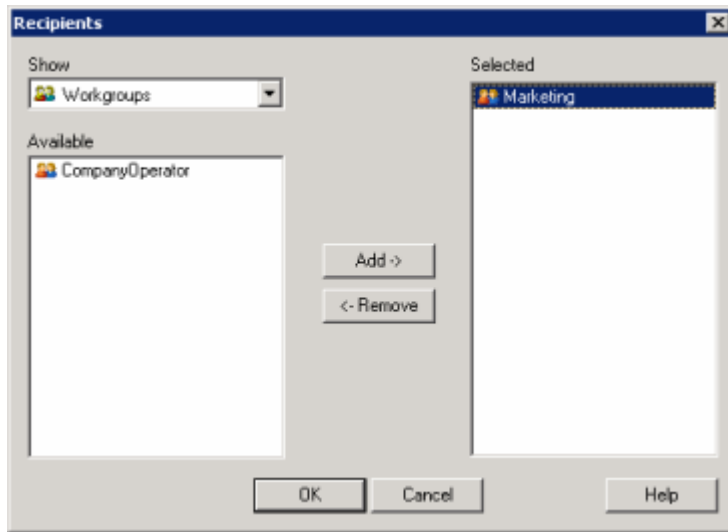 Recipients
Show
Workgroups
Available
CompanyOperator
Add ->
<- Remove
Selected
Marketing
OK
Cancel
Help